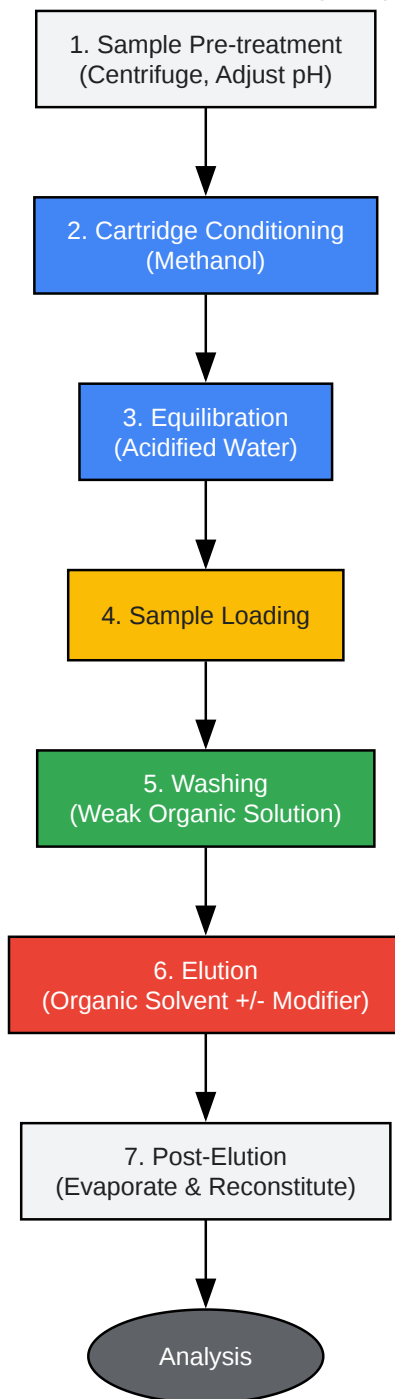 1. Sample Pre-treatment
(Centrifuge, Adjust pH)
2. Cartridge Conditioning
(Methanol)
3. Equilibration
(Acidified Water)
4. Sample Loading
5. Washing
(Weak Organic Solution)
6. Elution
(Organic Solvent +/- Modifier)
7. Post-Elution
(Evaporate & Reconstitute)
Analysis